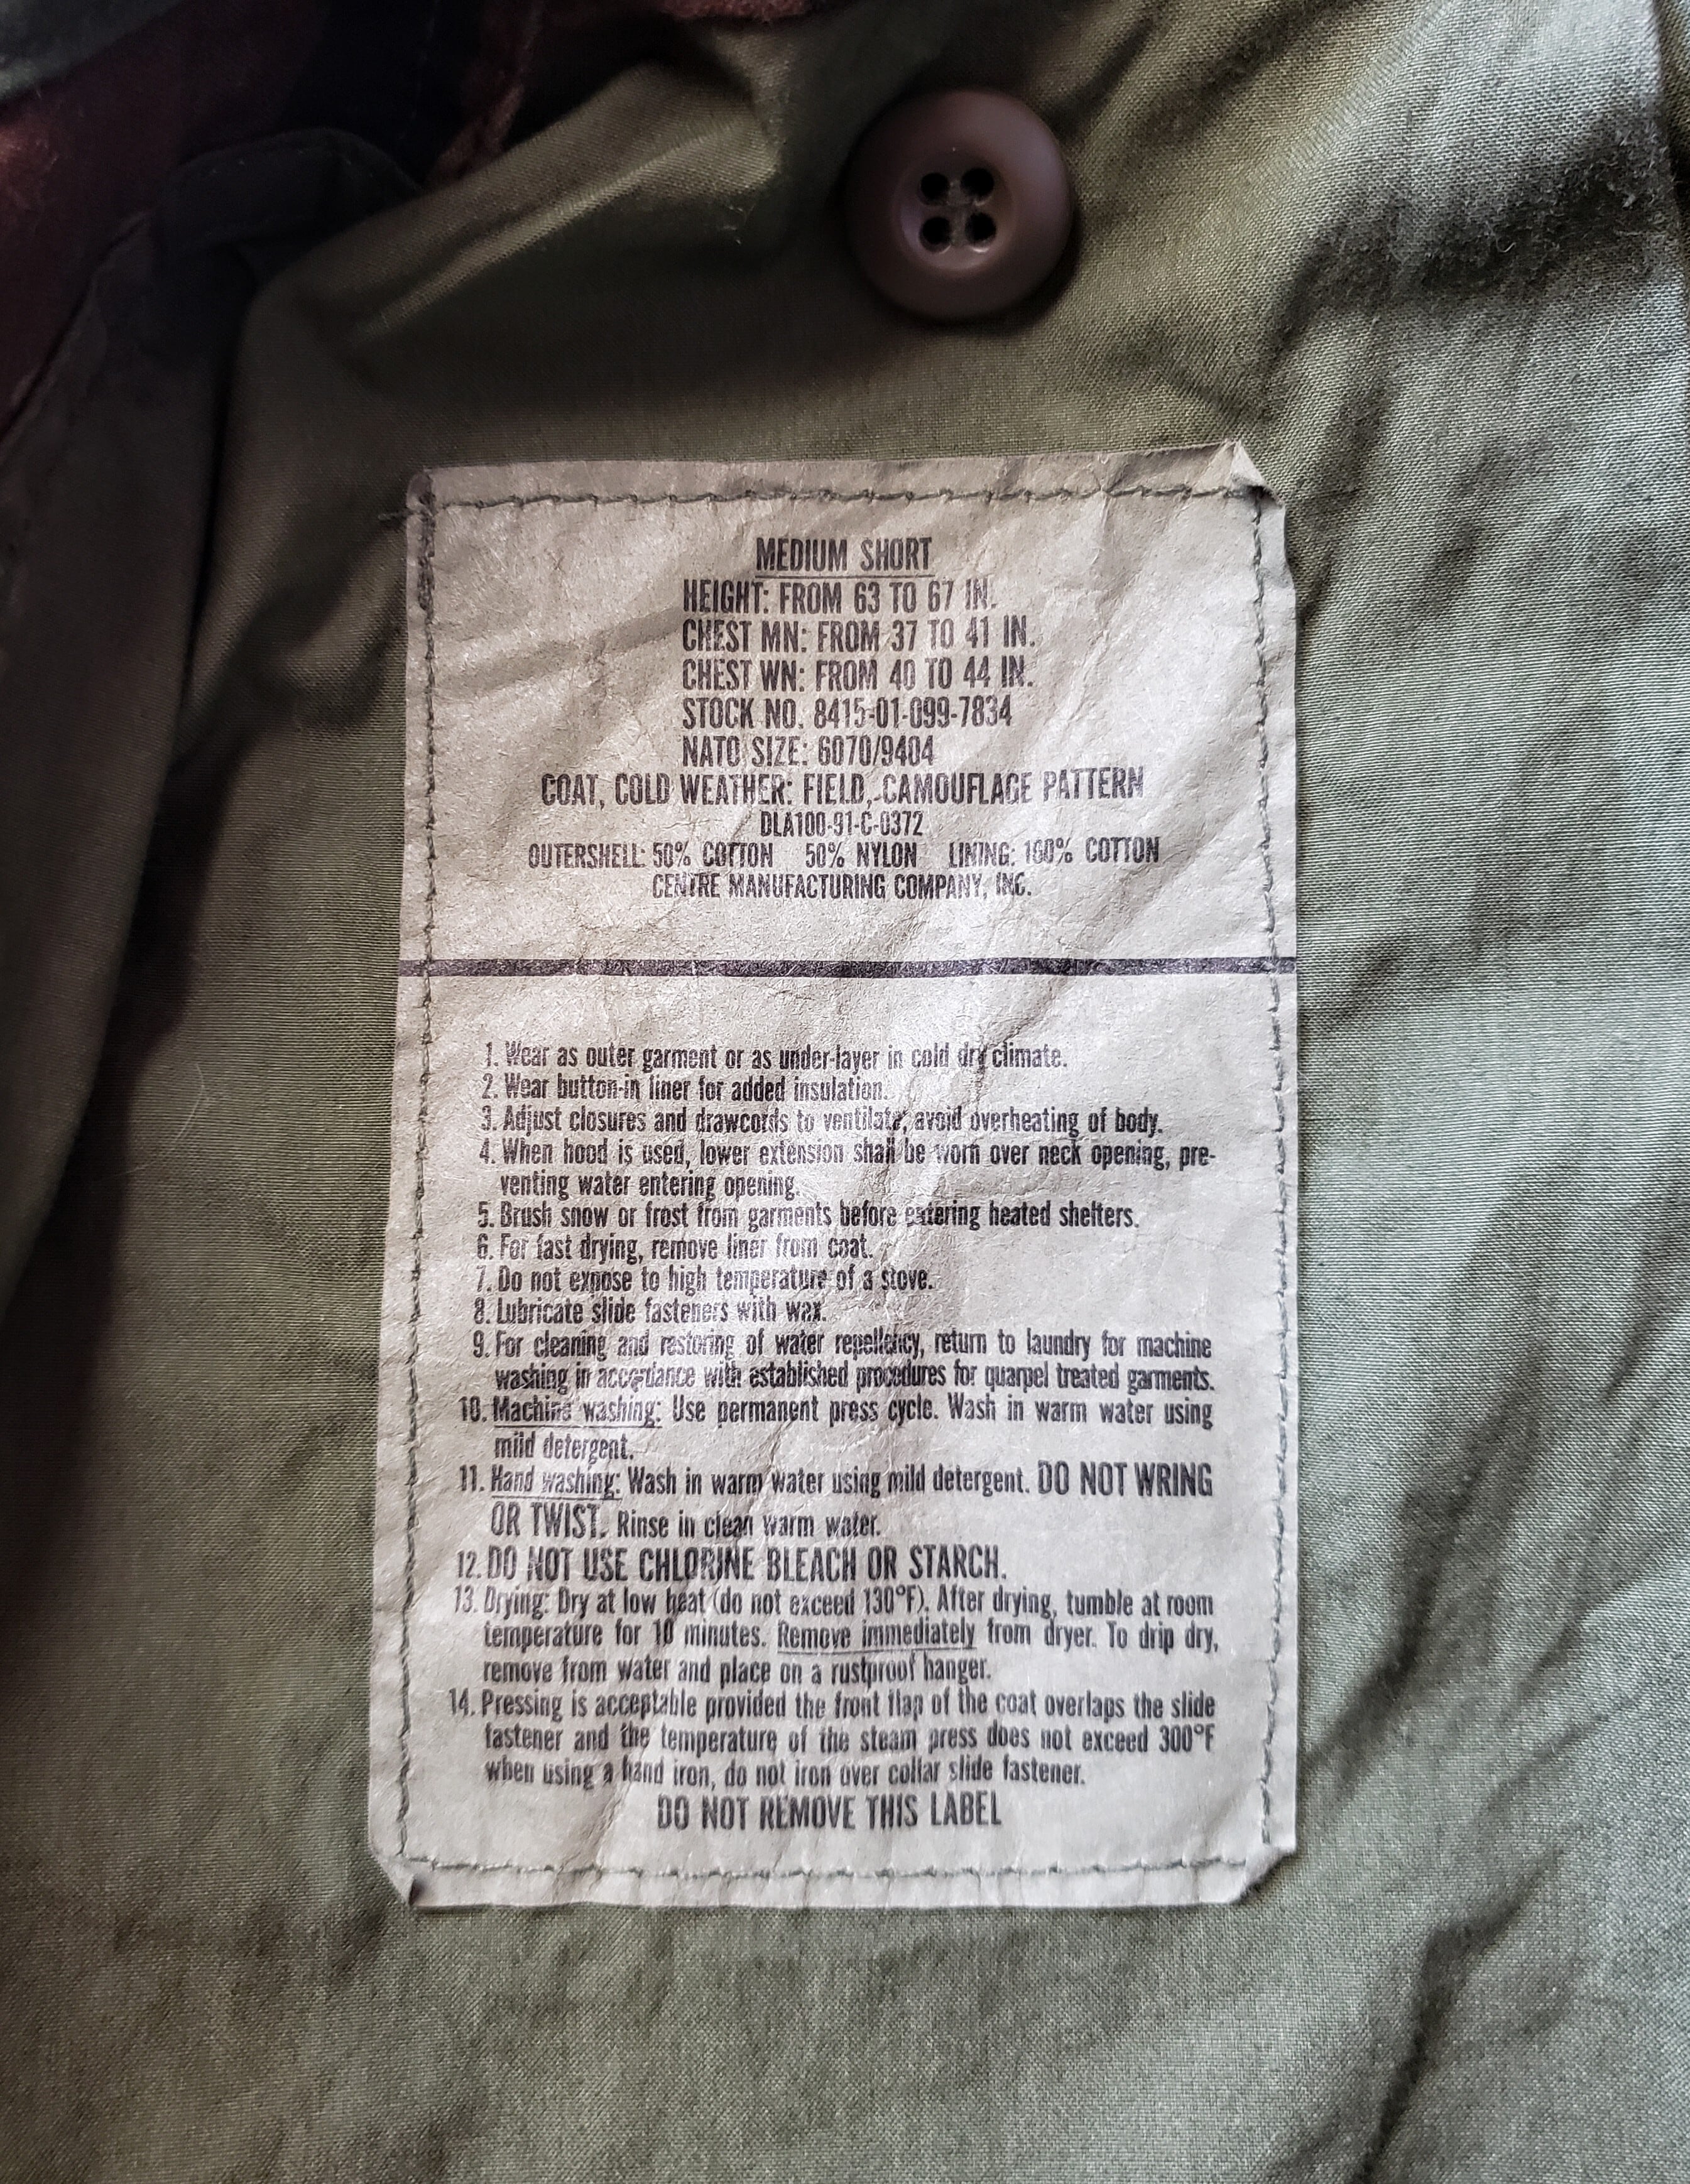 MEDIUM SHORT
HEIGHT: FROM 63 TO 67 IN.
CHEST MN: FROM 37 TO 41 IN.
CHEST WN: FROM 40 TO 44 IN.
STOCK NO. 8415-01-099-7834
NATO SIZE: 6070/9404
COAT, COLD WEATHER: FIELD, CAMOUFLAGE PATTERN
DLA100-91-C-0372
OUTERSHELL: 50% COTTON 50% NYLON LINING: 100% COTTON
CENTRE MANUFACTURING COMPANY, INC.
1. Wear as outer garment or as under-layer in cold dry climate.
2. Wear button-in liner for added insulation.
3. Adjust closures and drawcords to ventilate, avoid overheating of body.
4. When hood is used, lower extension shall be worn over neck opening, pre-
venting water entering opening.
5. Brush snow or frost from garments before entering heated shelters.
6. For fast drying, remove liner from coat.
7. Do not expose to high temperature of a stove.
8. Lubricate slide fasteners with wax.
9. For cleaning and restoring of water repellency, return to laundry for machine
washing in accordance with established procedures for quarpel treated garments.
10. Machine washing: Use permanent press cycle. Wash in warm water using
mild detergent.
11. Hand washing: Wash in warm water using mild detergent. DO NOT WRING
OR TWIST. Rinse in clean warm water.
12. DO NOT USE CHLORINE BLEACH OR STARCH.
13. Drying: Dry at low heat (do not exceed 130°F). After drying, tumble at room
temperature for 10 minutes. Remove immediately from dryer. To drip dry,
remove from water and place on a rustproof hanger.
14. Pressing is acceptable provided the front flap of the coat overlaps the slide
fastener and the temperature of the steam press does not exceed 300°F
when using a hand iron, do not iron over collar slide fastener.
DO NOT REMOVE THIS LABEL